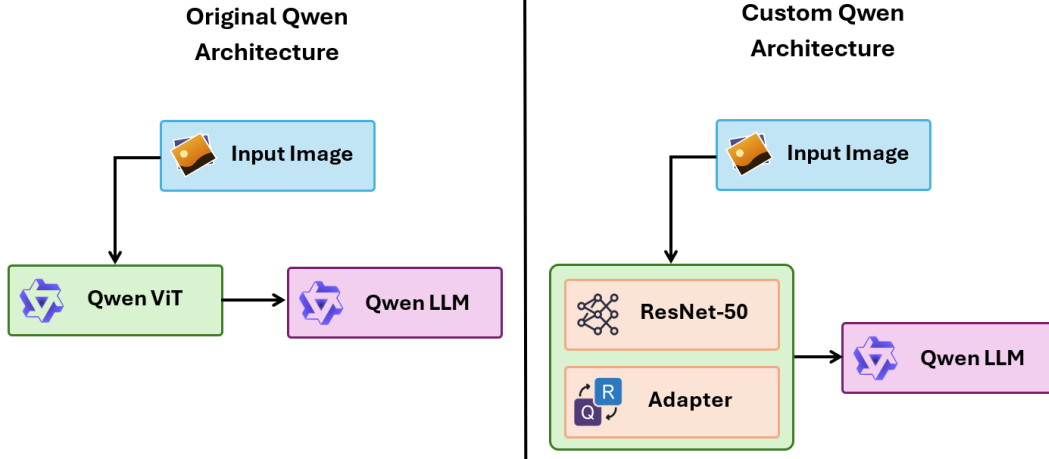 Original Qwen
Architecture
Input Image
Qwen ViT
Qwen LLM
Custom Qwen
Architecture
Input Image
ResNet-50
R
Q
Adapter
Qwen LLM